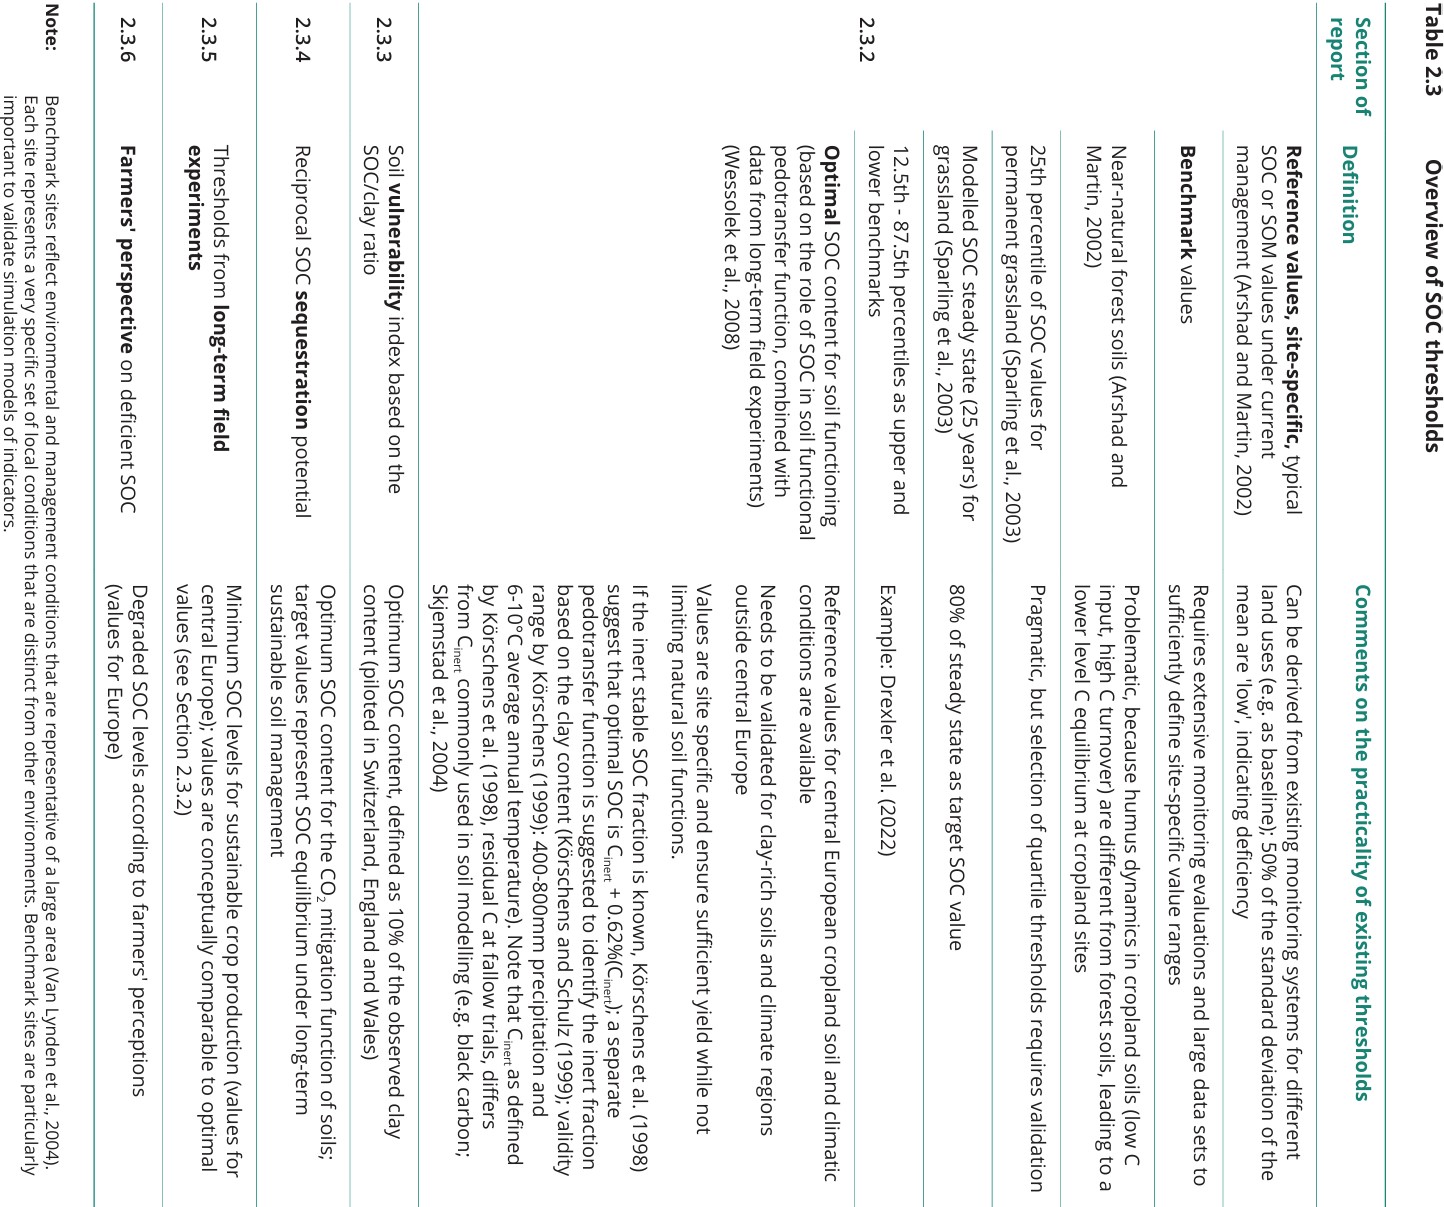 Table 2.3 Overview of SOC thresholds
Section of
report
Definition
Comments on the practicality of existing thresholds
2.3.2
Reference values, site-specific, typical
SOC or SOM values under current
management (Arshad and Martin, 2002)
Can be derived from existing monitoring systems for different
land uses (e.g. as baseline); 50% of the standard deviation of the
mean are 'low', indicating deficiency
Benchmark values
Requires extensive monitoring evaluations and large data sets to
sufficiently define site-specific value ranges
Near-natural forest soils (Arshad and
Martin, 2002)
Problematic, because humus dynamics in cropland soils (low C
input, high C turnover) are different from forest soils, leading to a
lower level C equilibrium at cropland sites
25th percentile of SOC values for
permanent grassland (Sparling et al., 2003)
Pragmatic, but selection of quartile thresholds requires validation
Modelled SOC steady state (25 years) for
grassland (Sparling et al., 2003)
80% of steady state as target SOC value
12.5th - 87.5th percentiles as upper and
lower benchmarks
Example: Drexler et al. (2022)
Optimal SOC content for soil functioning
(based on the role of SOC in soil functional
pedotransfer function, combined with
data from long-term field experiments)
(Wessolek et al., 2008)
Reference values for central European cropland soil and climatic
conditions are available
Needs to be validated for clay-rich soils and climate regions
outside central Europe
Values are site specific and ensure sufficient yield while not
limiting natural soil functions.
If the inert stable SOC fraction is known, Körschens et al. (1998)
suggest that optimal SOC is Cinert + 0.62%(Cinert); a separate
pedotransfer function is suggested to identify the inert fraction
based on the clay content (Körschens and Schulz (1999); validity
range by Körschens (1999): 400-800mm precipitation and
6-10°C average annual temperature). Note that Cinert as defined
by Körschens et al. (1998), residual C at fallow trials, differs
from Cinert commonly used in soil modelling (e.g. black carbon;
Skjemstad et al., 2004)
2.3.3
Soil vulnerability index based on the
SOC/clay ratio
Optimum SOC content, defined as 10% of the observed clay
content (piloted in Switzerland, England and Wales)
2.3.4
Reciprocal SOC sequestration potential
Optimum SOC content for the CO2 mitigation function of soils;
target values represent SOC equilibrium under long-term
sustainable soil management
2.3.5
Thresholds from long-term field
experiments
Minimum SOC levels for sustainable crop production (values for
central Europe); values are conceptually comparable to optimal
values (see Section 2.3.2)
2.3.6
Farmers' perspective on deficient SOC
Degraded SOC levels according to farmers' perceptions
(values for Europe)
Note: Benchmark sites reflect environmental and management conditions that are representative of a large area (Van Lynden et al., 2004).
Each site represents a very specific set of local conditions that are distinct from other environments. Benchmark sites are particularly
important to validate simulation models of indicators.